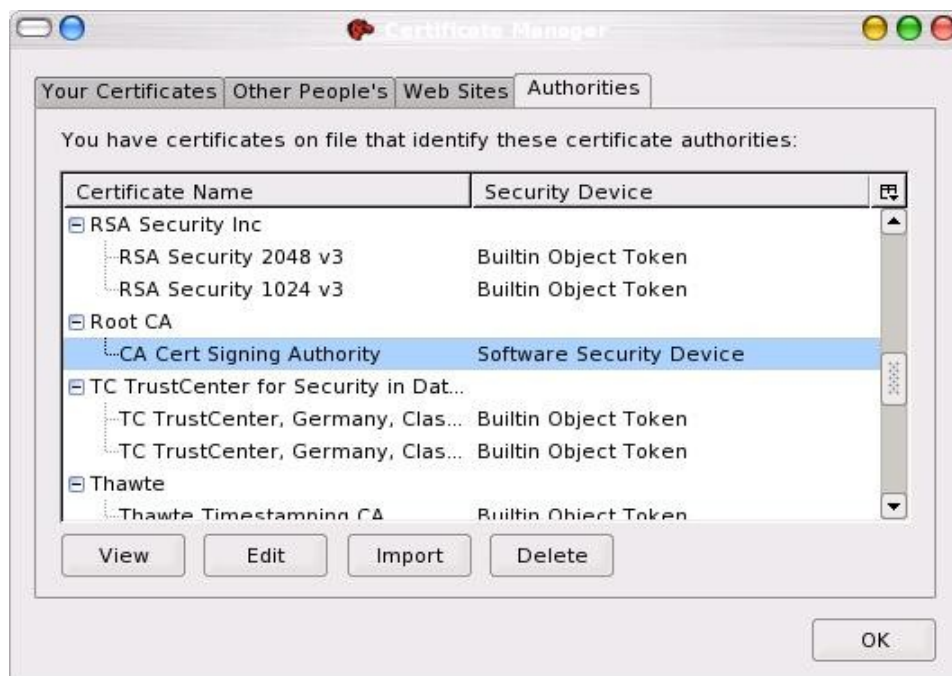 Certificate Manager
Your Certificates Other People's Web Sites Authorities
You have certificates on file that identify these certificate authorities:
Certificate Name Security Device
RSA Security Inc
RSA Security 2048 v3 Builtin Object Token
RSA Security 1024 v3 Builtin Object Token
Root CA
CA Cert Signing Authority Software Security Device
TC TrustCenter for Security in Dat...
TC TrustCenter, Germany, Clas... Builtin Object Token
TC TrustCenter, Germany, Clas... Builtin Object Token
Thawte
Thawte Timestamping CA Builtin Object Token
View Edit Import Delete
OK